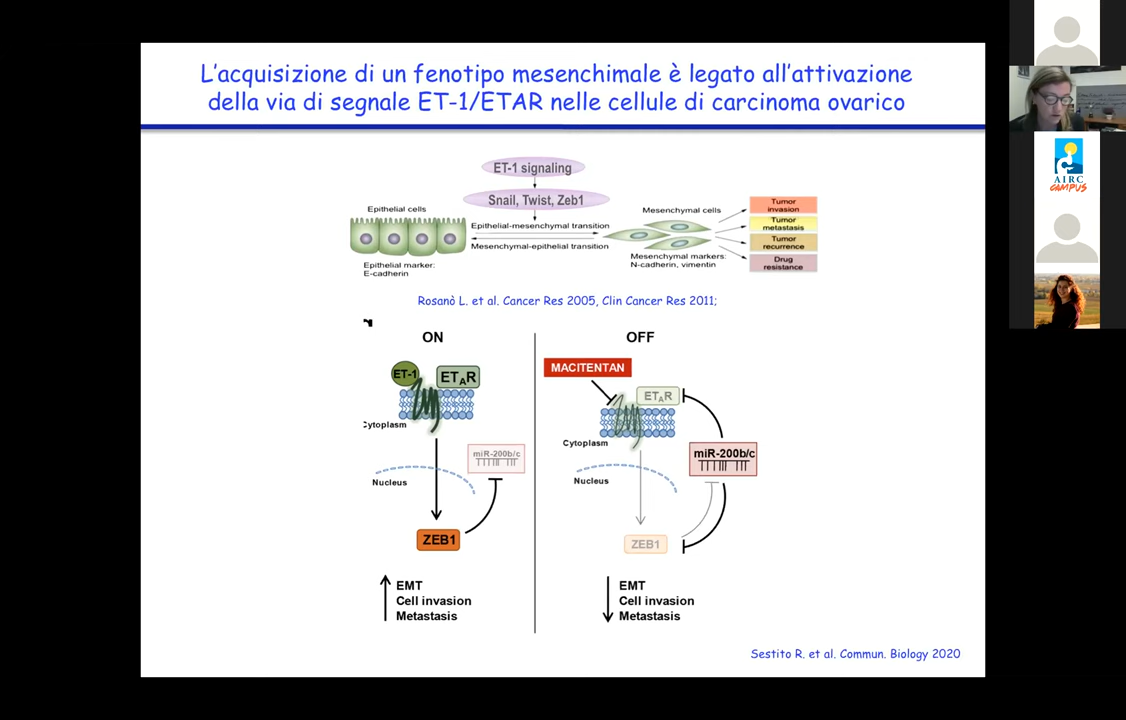 L'acquisizione di un fenotipo mesenchimale è legato all'attivazione
della via di segnale ET-1/ETAR nelle cellule di carcinoma ovarico
ET-1 signaling
Snail, Twist, Zeb1
Epithelial cells
Epithelial-mesenchymal transition
Mesenchymal-epithelial transition
Epithelial marker:
E-cadherin
Mesenchymal cells
Mesenchymal markers:
N-cadherin, vimentin
Tumor
invasion
Tumor
metastasis
Tumor
recurrence
Drug
resistance
Rosanò L. et al. Cancer Res 2005, Clin Cancer Res 2011;
ON
ET-1
ETAR
Cytoplasm
miR-200b/c
Nucleus
ZEB1
EMT
Cell invasion
Metastasis
OFF
MACITENTAN
ETAR
Cytoplasm
miR-200b/c
Nucleus
ZEB1
EMT
Cell invasion
Metastasis
Sestito R. et al. Commun. Biology 2020
AIRC
CAMPUS